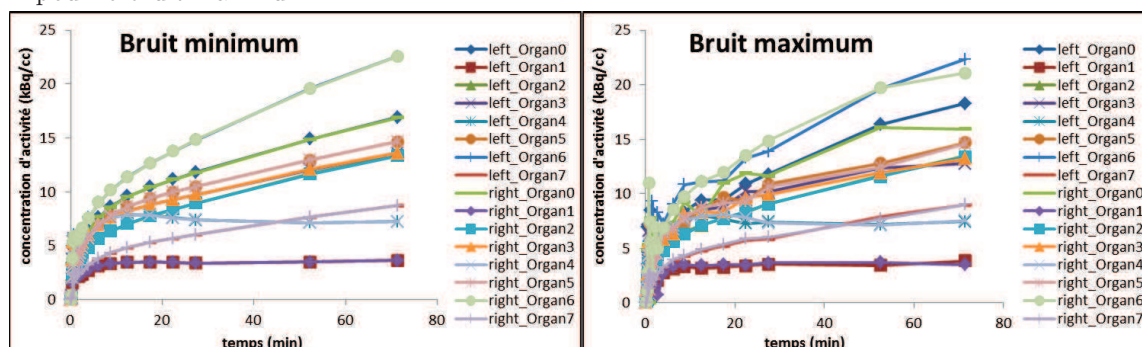 Bruit minimum
concentration d'activité (kBq/cc)
25
20
15
10
5
0
0
20
40
60
80
temps (min)
left_Organ0
left_Organ1
left_Organ2
left_Organ3
left_Organ4
left_Organ5
left_Organ6
left_Organ7
right_Organ0
right_Organ1
right_Organ2
right_Organ3
right_Organ4
right_Organ5
right_Organ6
right_Organ7
Bruit maximum
concentration d'activité (kBq/cc)
25
20
15
10
5
0
0
20
40
60
80
temps (min)
left_Organ0
left_Organ1
left_Organ2
left_Organ3
left_Organ4
left_Organ5
left_Organ6
left_Organ7
right_Organ0
right_Organ1
right_Organ2
right_Organ3
right_Organ4
right_Organ5
right_Organ6
right_Organ7